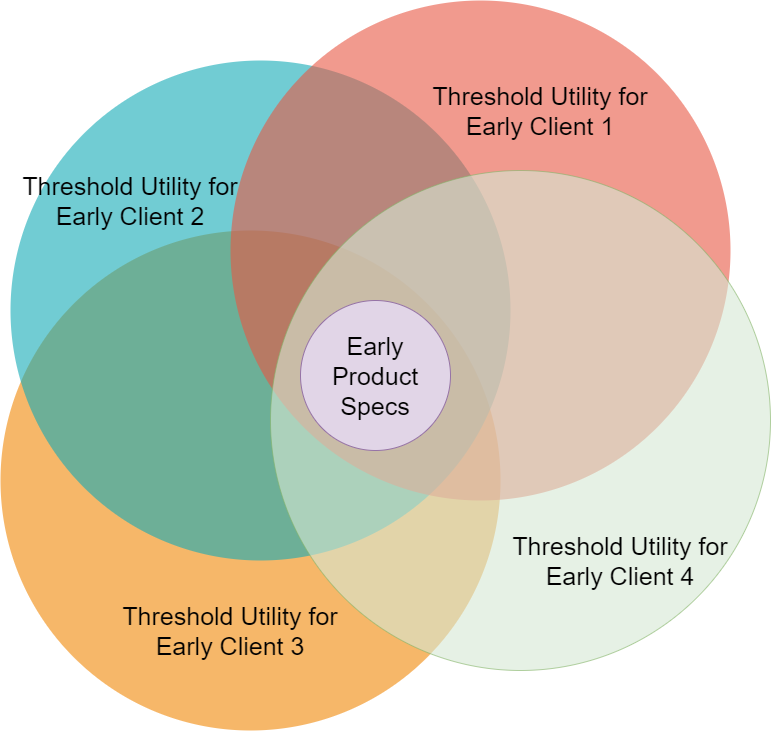 Threshold Utility for
Early Client 1
Threshold Utility for
Early Client 2
Early
Product
Specs
Threshold Utility for
Early Client 4
Threshold Utility for
Early Client 3